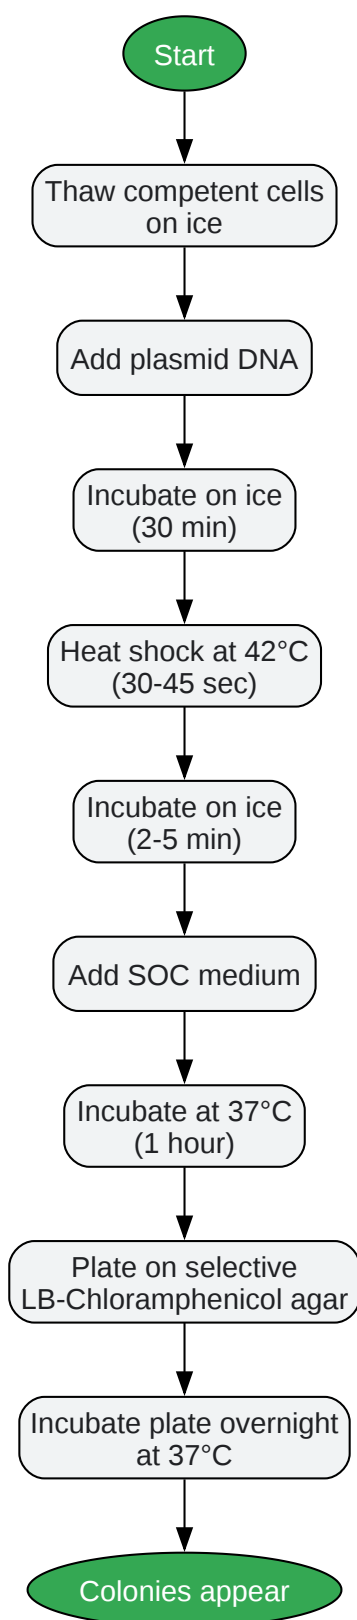 Start
Thaw competent cells
on ice
Add plasmid DNA
Incubate on ice
(30 min)
Heat shock at 42°C
(30-45 sec)
Incubate on ice
(2-5 min)
Add SOC medium
Incubate at 37°C
(1 hour)
Plate on selective
LB-Chloramphenicol agar
Incubate plate overnight
at 37°C
Colonies appear